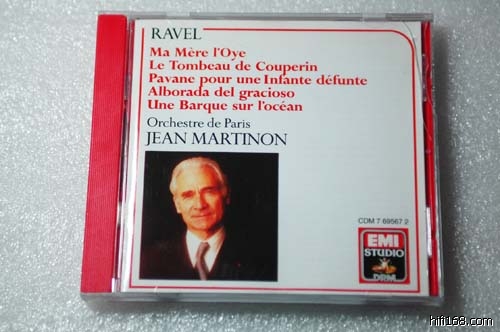 RAVEL
Ma Mère l'Oye
Le Tombeau de Couperin
Pavane pour une Infante défunte
Alborada del gracioso
Une Barque sur l'océan
Orchestre de Paris
JEAN MARTINON
CDM 7 69567 2
EMI
STUDIO
DRM
hifi168.com